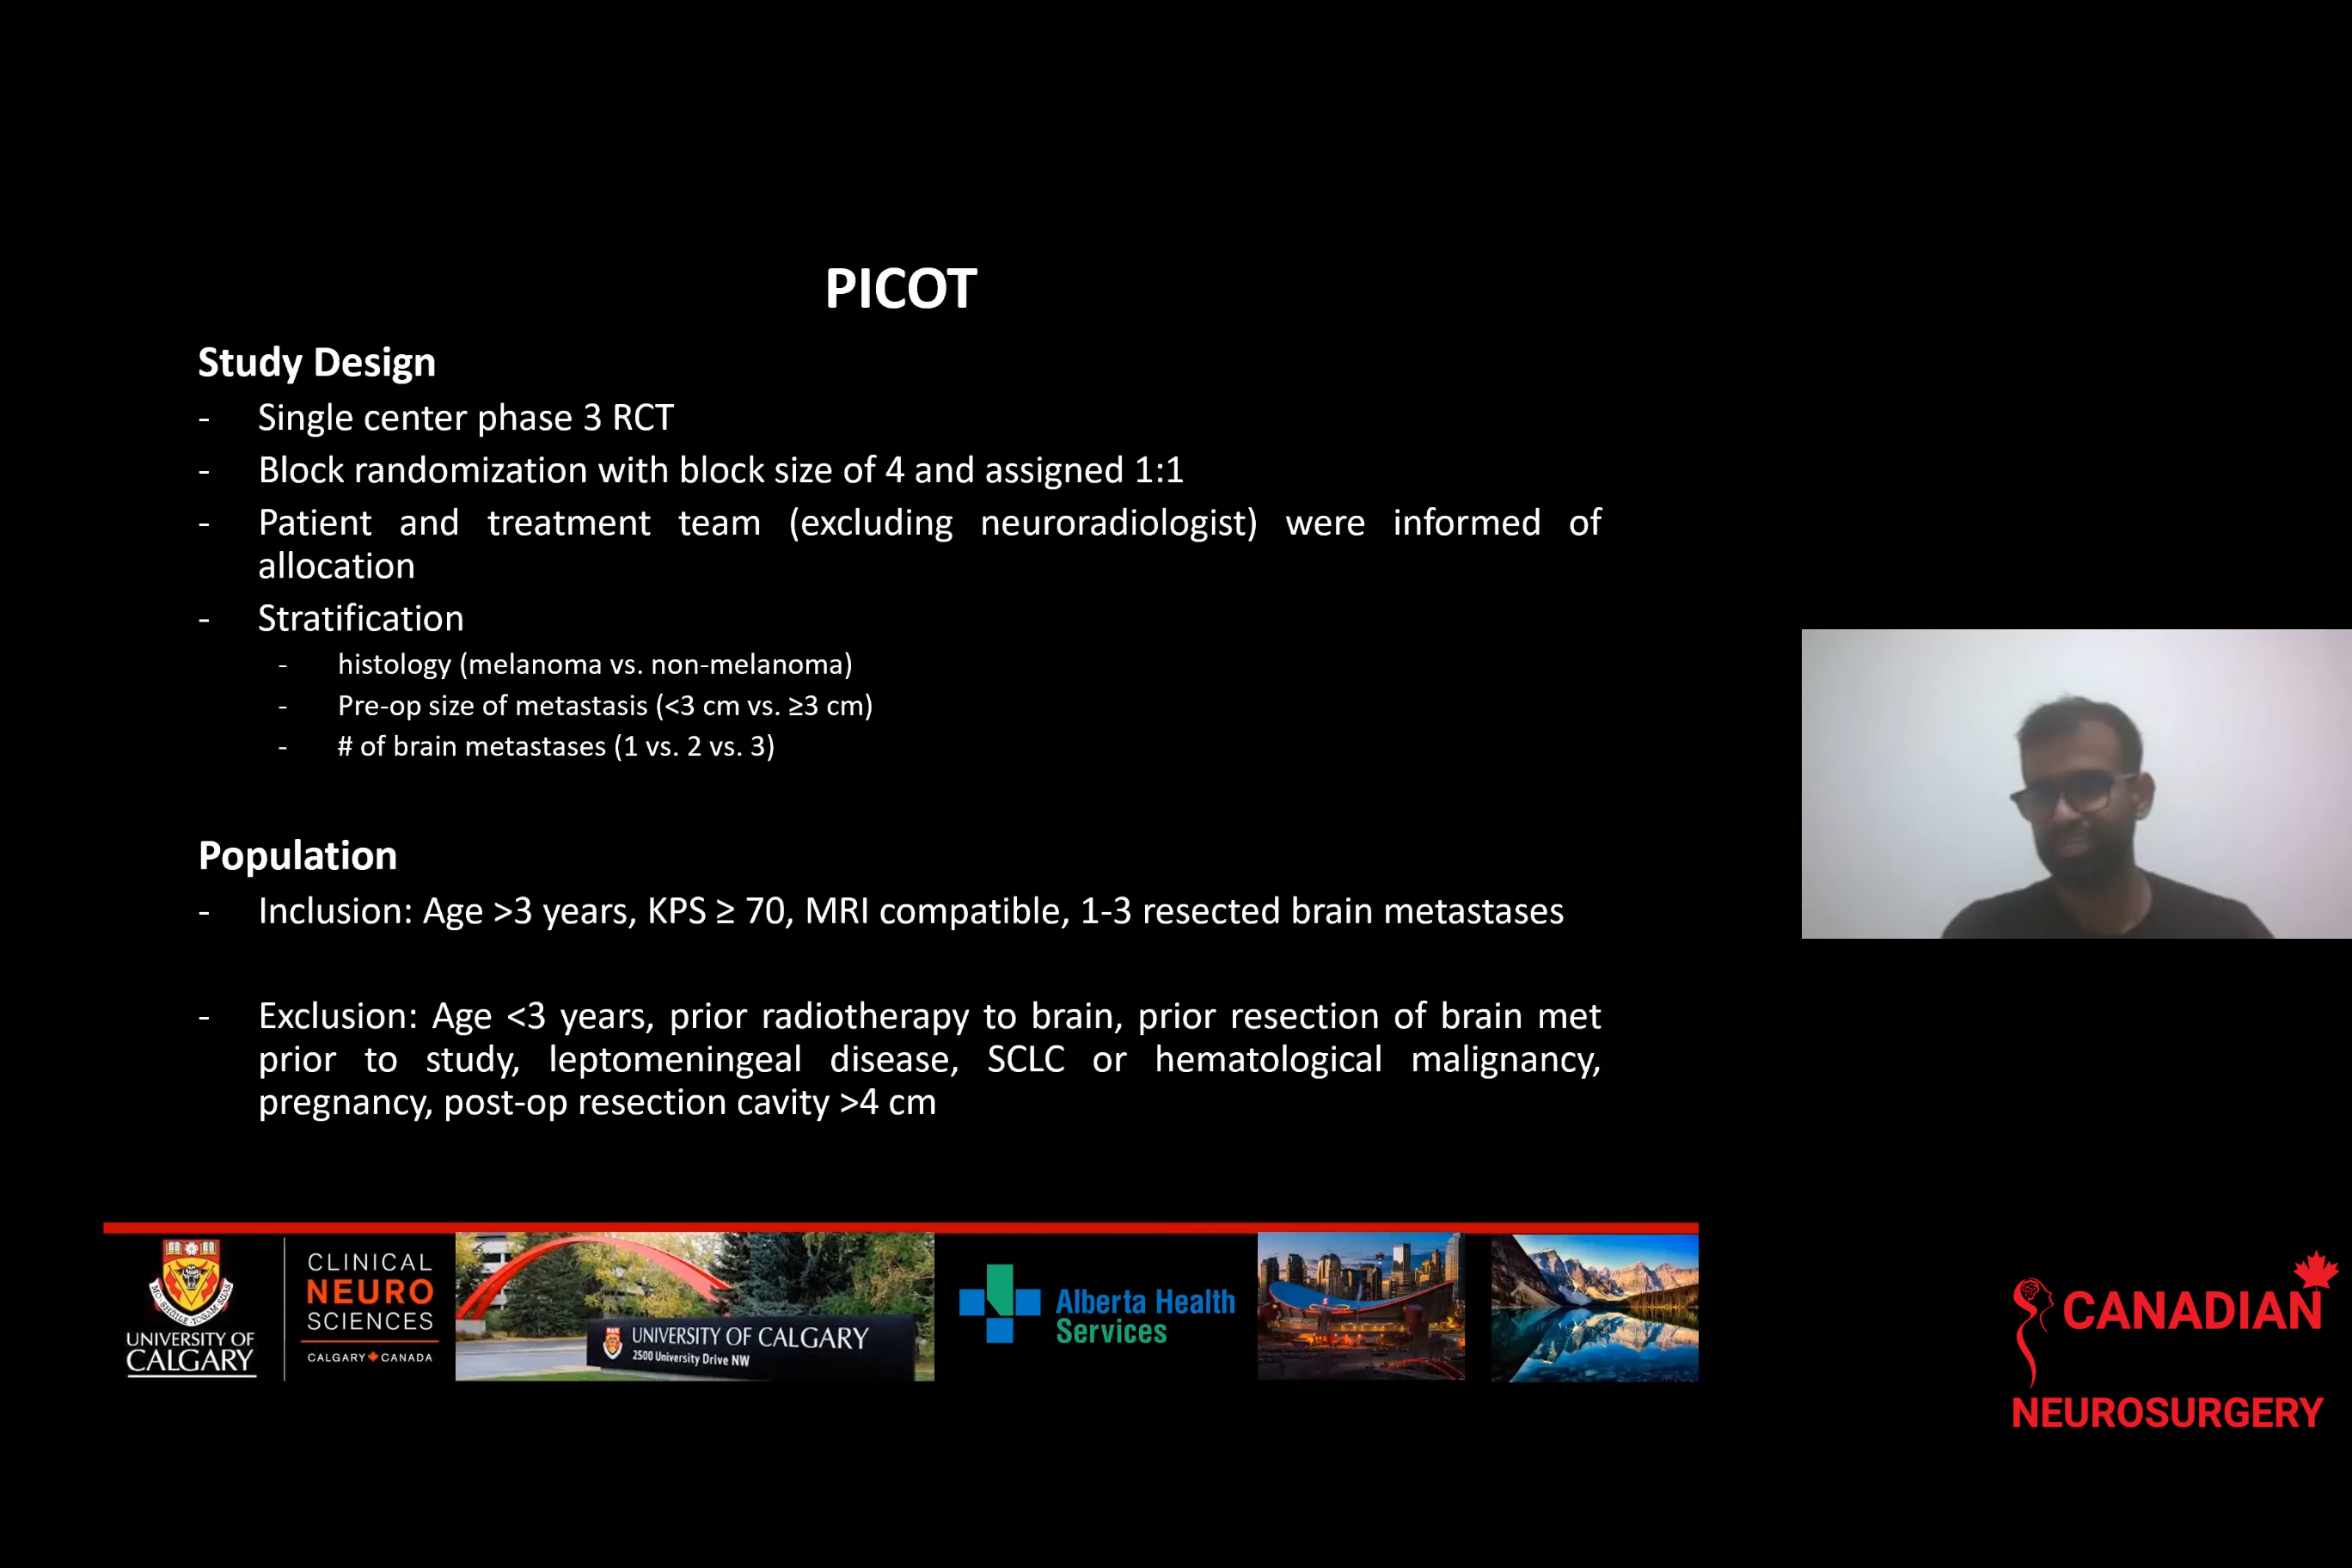 PICOT
Study Design
- Single center phase 3 RCT
- Block randomization with block size of 4 and assigned 1:1
- Patient and treatment team (excluding neuroradiologist) were informed of
allocation
- Stratification
- histology (melanoma vs. non-melanoma)
- Pre-op size of metastasis (<3 cm vs. ≥3 cm)
- # of brain metastases (1 vs. 2 vs. 3)
Population
- Inclusion: Age >3 years, KPS ≥ 70, MRI compatible, 1-3 resected brain metastases
- Exclusion: Age <3 years, prior radiotherapy to brain, prior resection of brain met
prior to study, leptomeningeal disease, SCLC or hematological malignancy,
pregnancy, post-op resection cavity >4 cm
UNIVERSITY OF
CALGARY
CLINICAL
NEURO
SCIENCES
CALGARY CANADA
UNIVERSITY OF CALGARY
2500 University Drive NW
Alberta Health
Services
CANADIAN
NEUROSURGERY